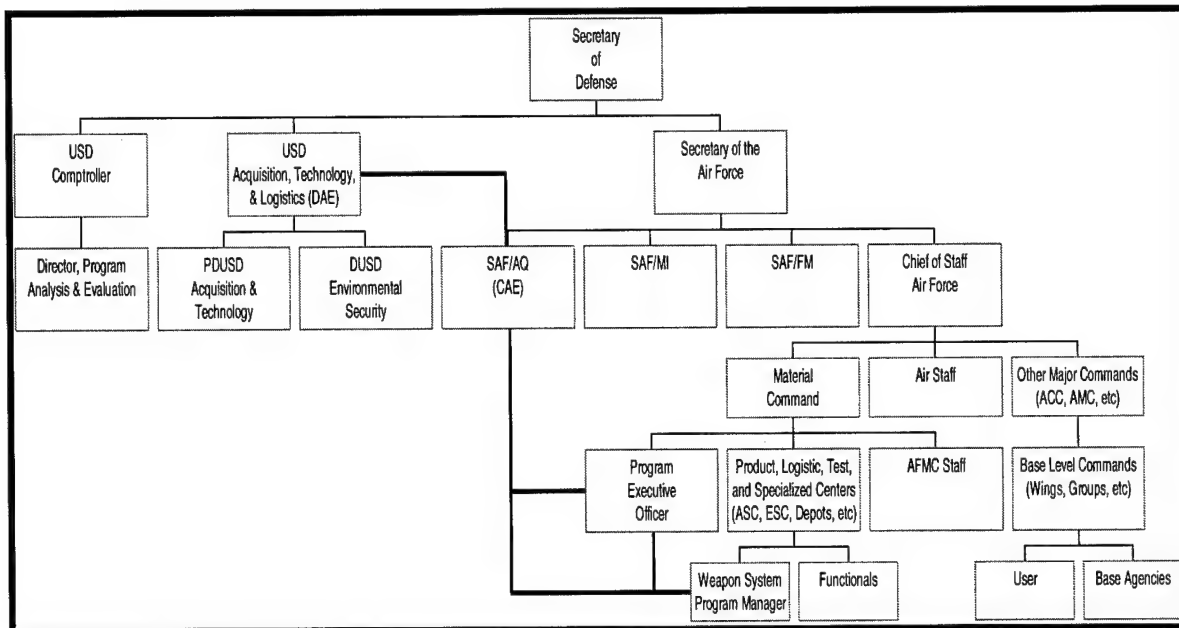 Secretary
of
Defense
USD
Comptroller
USD
Acquisition, Technology,
& Logistics (DAE)
Secretary of the
Air Force
Director, Program
Analysis & Evaluation
PDUSD
Acquisition &
Technology
DUSD
Environmental
Security
SAF/AQ
(CAE)
SAF/MI
SAF/FM
Chief of Staff
Air Force
Material
Command
Air Staff
Other Major Commands
(ACC, AMC, etc)
Program
Executive
Officer
Product, Logistic, Test,
and Specialized Centers
(ASC, ESC, Depots, etc)
AFMC Staff
Base Level Commands
(Wings, Groups, etc)
Weapon System
Program Manager
Functionals
User
Base Agencies